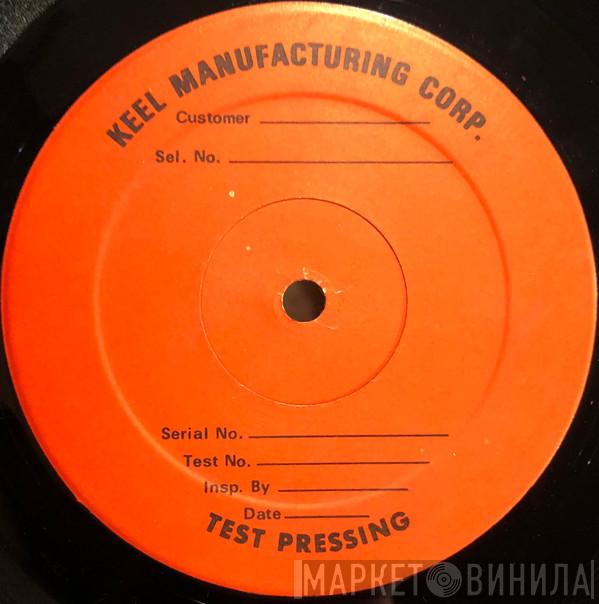 KEEL MANUFACTURING CORP.
Customer
Sel. No.
Serial No.
Test No.
Insp. By
Date
TEST PRESSING
МАРКЕТ ВИНИЛА